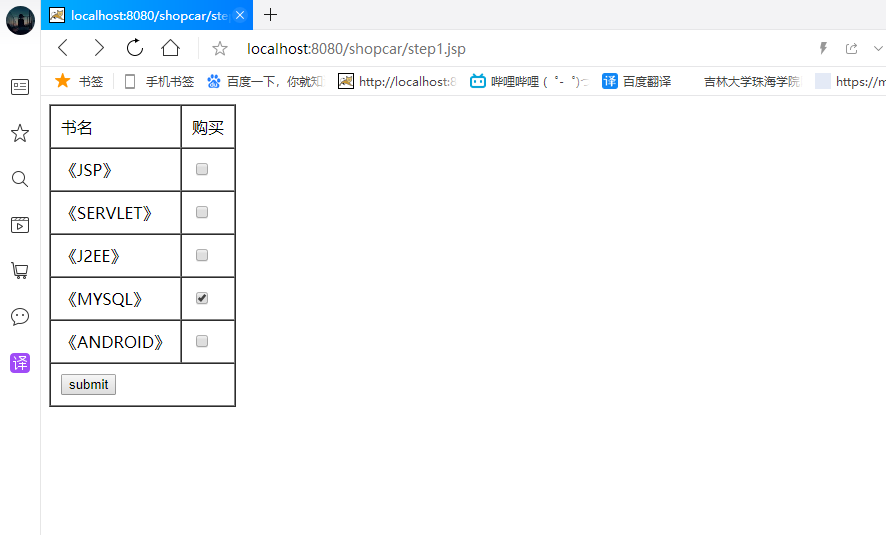 localhost:8080/shopcar/ste
localhost:8080/shopcar/step1.jsp
书签 手机书签 百度一下，你就知 http://localhost:8 哔哩哔哩 ( ゜- ゜)つ 译 百度翻译 吉林大学珠海学院 https://m
书名 购买
《JSP》
《SERVLET》
《J2EE》
《MYSQL》
《ANDROID》
译
submit